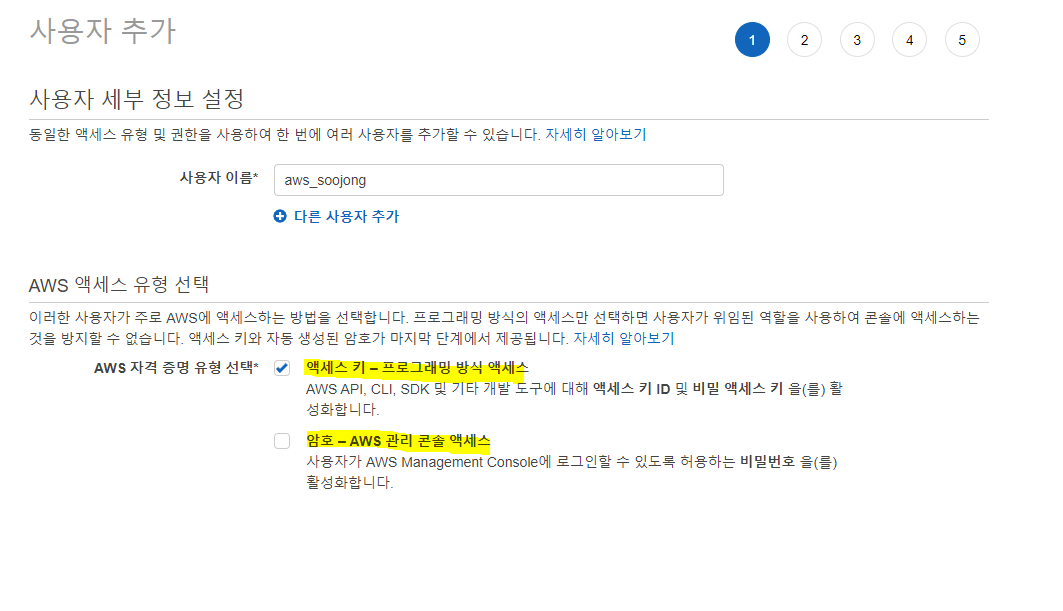 사용자 추가
1 2 3 4 5
사용자 세부 정보 설정
동일한 액세스 유형 및 권한을 사용하여 한 번에 여러 사용자를 추가할 수 있습니다. 자세히 알아보기
사용자 이름* aws_soojong
다른 사용자 추가
AWS 액세스 유형 선택
이러한 사용자가 주로 AWS에 액세스하는 방법을 선택합니다. 프로그래밍 방식의 액세스만 선택하면 사용자가 위임된 역할을 사용하여 콘솔에 액세스하는
것을 방지할 수 없습니다. 액세스 키와 자동 생성된 암호가 마지막 단계에서 제공됩니다. 자세히 알아보기
AWS 자격 증명 유형 선택* 액세스 키 – 프로그래밍 방식 액세스
AWS API, CLI, SDK 및 기타 개발 도구에 대해 액세스 키 ID 및 비밀 액세스 키 을(를) 활
성화합니다.
암호 – AWS 관리 콘솔 액세스
사용자가 AWS Management Console에 로그인할 수 있도록 허용하는 비밀번호 을(를)
활성화합니다.